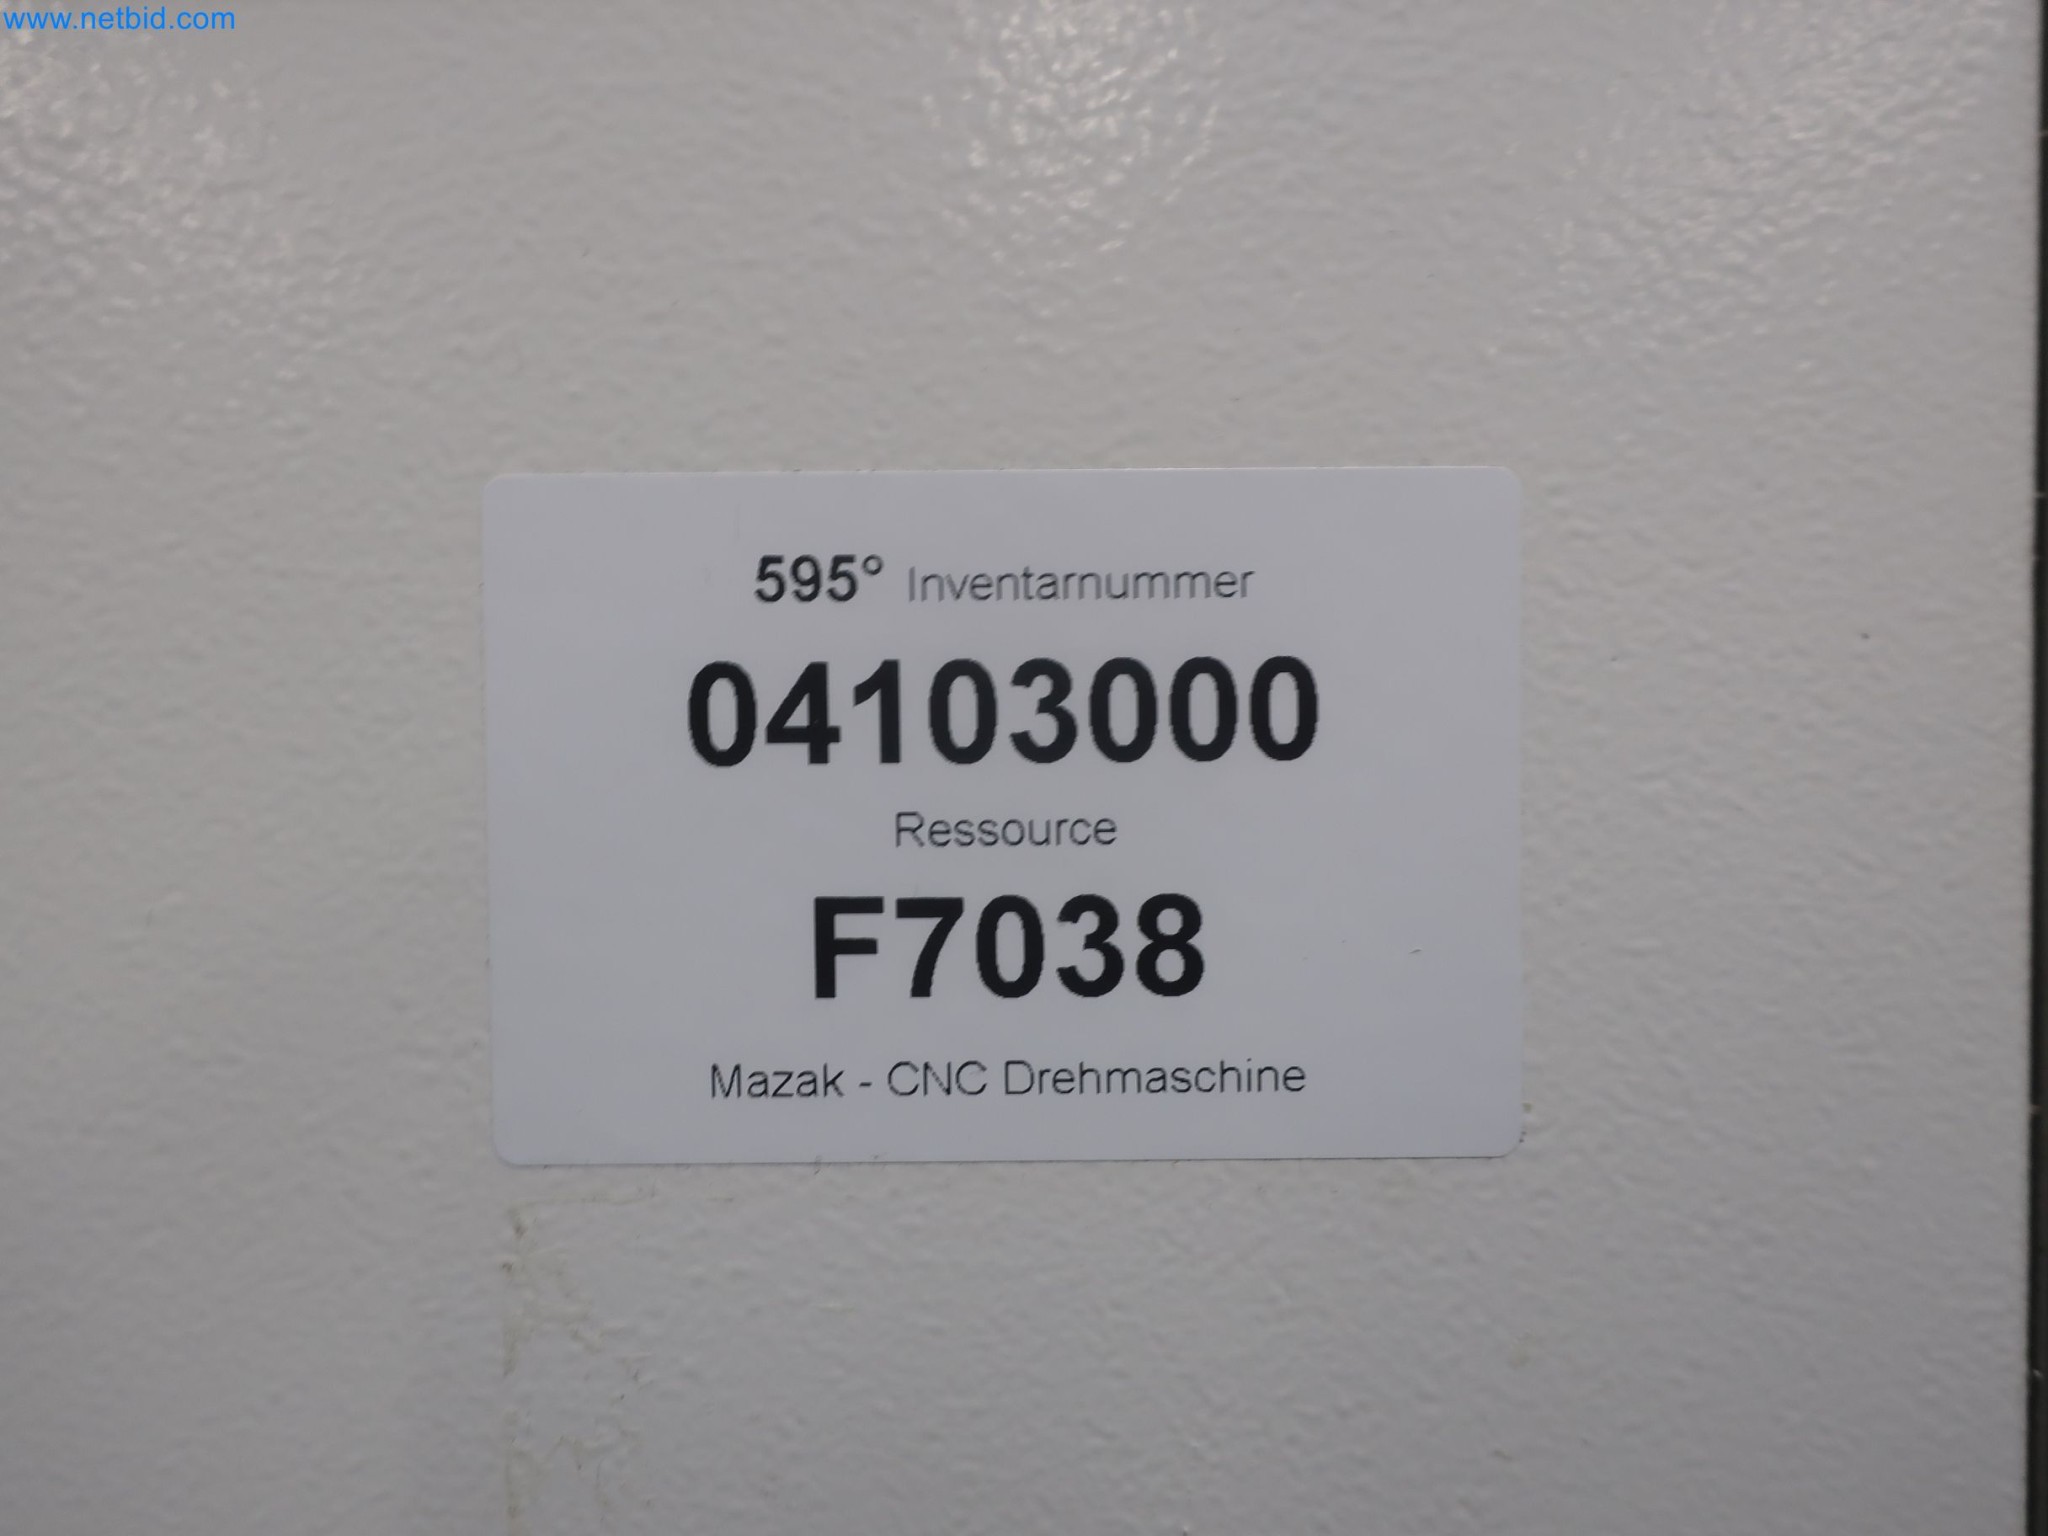 www.netbid.com
595° Inventarnummer
04103000
Ressource
F7038
Mazak - CNC Drehmaschine